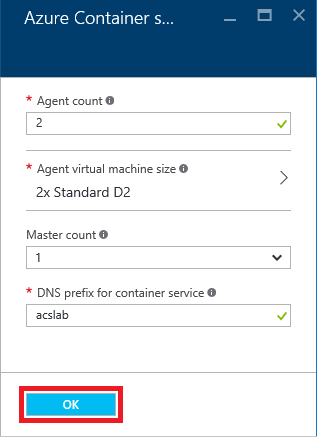 Azure Container s...
* Agent count
2
* Agent virtual machine size
2x Standard D2
Master count
1
* DNS prefix for container service
acslab
OK